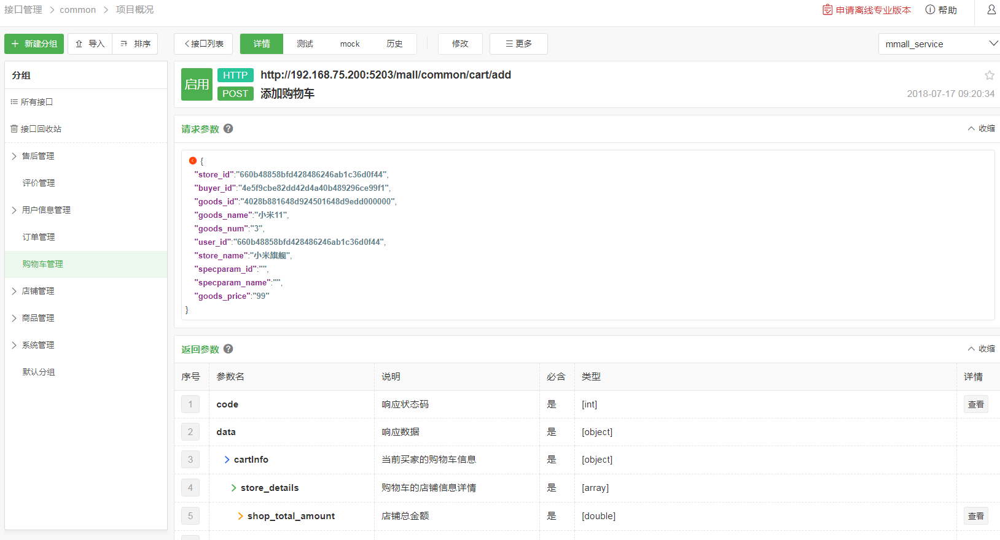 接口管理 > common > 项目概况
申请离线专业版本 帮助
新建分组 导入 排序
接口列表 详情 测试 mock 历史 修改 更多
mmall_service
分组
所有接口
接口回收站
售后管理
评价管理
用户信息管理
订单管理
购物车管理
店铺管理
商品管理
系统管理
默认分组
启用
HTTP http://192.168.75.200:5203/mall/common/cart/add
POST 添加购物车
2018-07-17 09:20:34
请求参数
收缩
{
"store_id":"660b48858bfd428486246ab1c36d0f44",
"buyer_id":"4e5f9cbe82dd42d4a40b489296ce99f1",
"goods_id":"4028b881648d924501648d9edd000000",
"goods_name":"小米11",
"goods_num":"3",
"user_id":"660b48858bfd428486246ab1c36d0f44",
"store_name":"小米旗舰",
"specparam_id":"",
"specparam_name":"",
"goods_price":"99"
}
返回参数
收缩
序号 参数名 说明 必含 类型 详情
1 code 响应状态码 是 [int] 查看
2 data 响应数据 是 [object]
3 cartInfo 当前买家的购物车信息 是 [object]
4 store_details 购物车的店铺信息详情 是 [array]
5 shop_total_amount 店铺总金额 是 [double] 查看